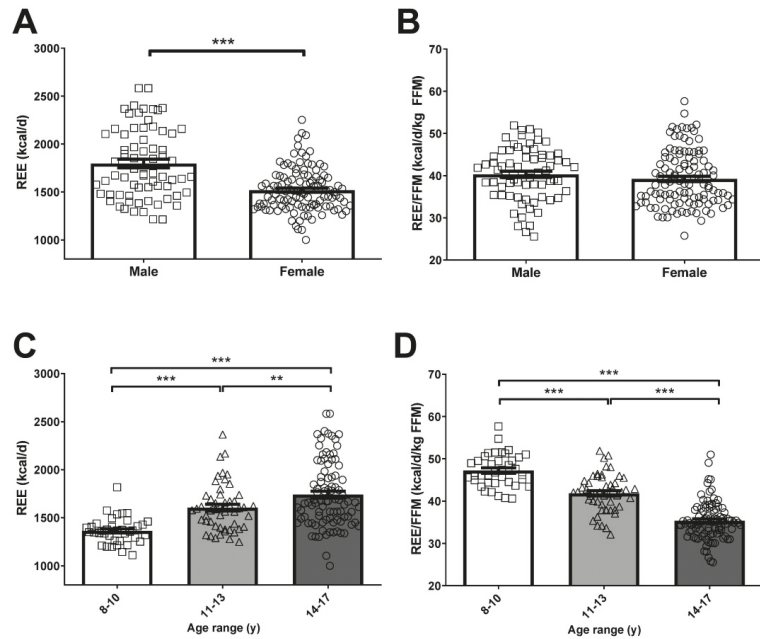 A
B
***
REE (kcal/d)
3000
2500
2000
1500
1000
Male
Female
REE/FFM (kcal/d/kg FFM)
70
60
50
40
30
20
Male
Female
C
D
***
***
**
REE (kcal/d)
3000
2500
2000
1500
1000
8-10
11-13
14-17
Age range (y)
***
***
***
REE/FFM (kcal/d/kg FFM)
70
60
50
40
30
20
8-10
11-13
14-17
Age range (y)